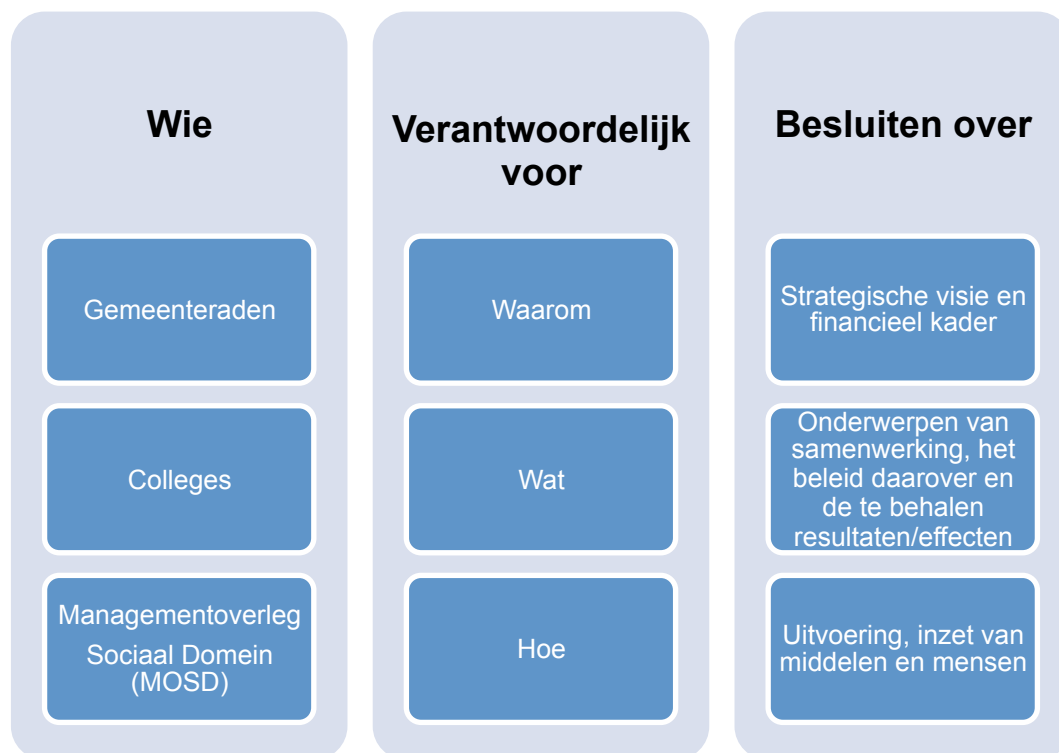 Wie
Gemeenteraden
Colleges
Managementoverleg
Sociaal Domein
(MOSD)
Verantwoordelijk
voor
Waarom
Wat
Hoe
Besluiten over
Strategische visie en
financieel kader
Onderwerpen van
samenwerking, het
beleid daarover en
de te behalen
resultaten/effecten
Uitvoering, inzet van
middelen en mensen